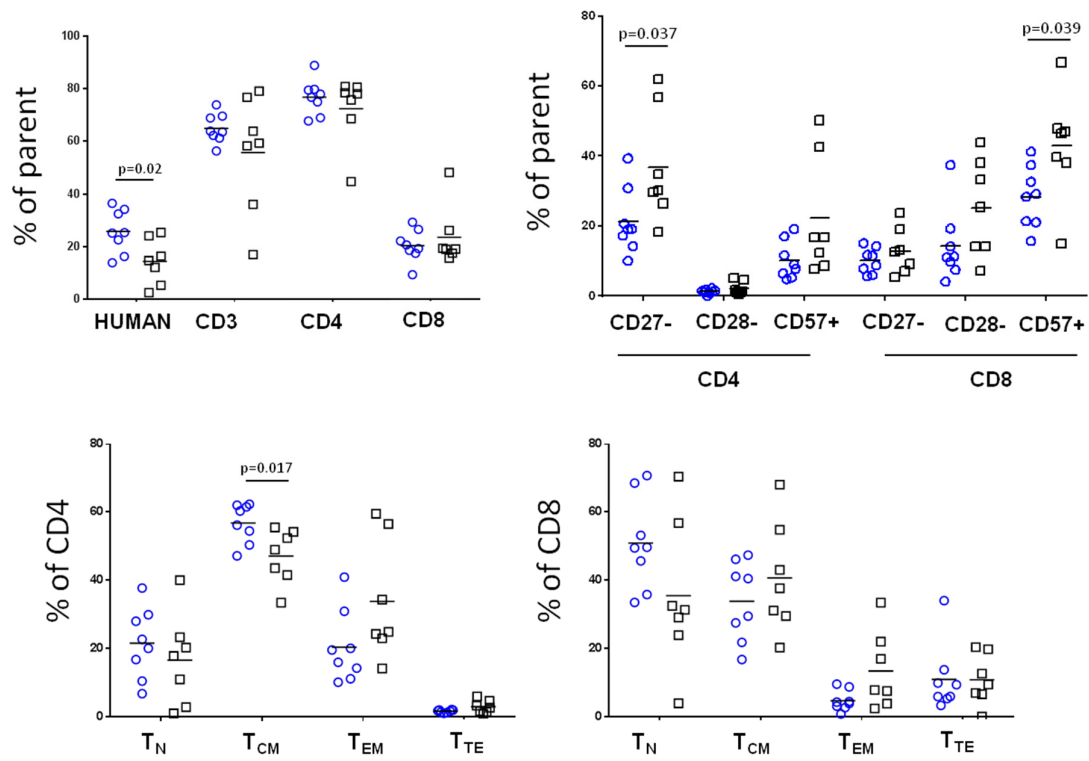 % of parent
100
80
60
40
20
0
p=0.02
HUMAN CD3 CD4 CD8
% of parent
80
60
40
20
0
p=0.037
p=0.039
CD27- CD28- CD57+ CD27- CD28- CD57+
CD4 CD8
% of CD4
80
60
40
20
0
p=0.017
TN TCM TEM TTE
% of CD8
80
60
40
20
0
TN TCM TEM TTE